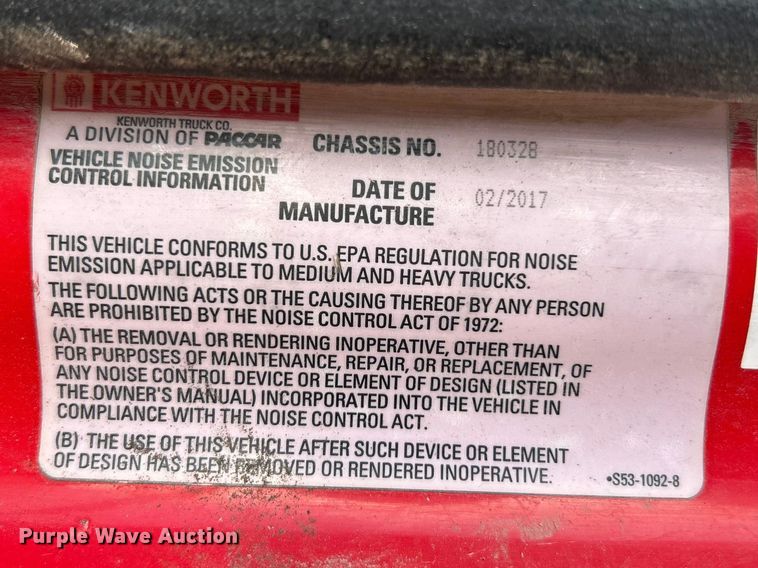 KENWORTH
KENWORTH TRUCK CO.
A DIVISION OF PACCAR
VEHICLE NOISE EMISSION
CONTROL INFORMATION
CHASSIS NO. 180328
DATE OF
MANUFACTURE 02/2017
THIS VEHICLE CONFORMS TO U.S. EPA REGULATION FOR NOISE
EMISSION APPLICABLE TO MEDIUM AND HEAVY TRUCKS.
THE FOLLOWING ACTS OR THE CAUSING THEREOF BY ANY PERSON
ARE PROHIBITED BY THE NOISE CONTROL ACT OF 1972:
(A) THE REMOVAL OR RENDERING INOPERATIVE, OTHER THAN
FOR PURPOSES OF MAINTENANCE, REPAIR, OR REPLACEMENT, OF
ANY NOISE CONTROL DEVICE OR ELEMENT OF DESIGN (LISTED IN
THE OWNER'S MANUAL) INCORPORATED INTO THE VEHICLE IN
COMPLIANCE WITH THE NOISE CONTROL ACT.
(B) THE USE OF THIS VEHICLE AFTER SUCH DEVICE OR ELEMENT
OF DESIGN HAS BEEN REMOVED OR RENDERED INOPERATIVE.
•S53-1092-8
Purple Wave Auction